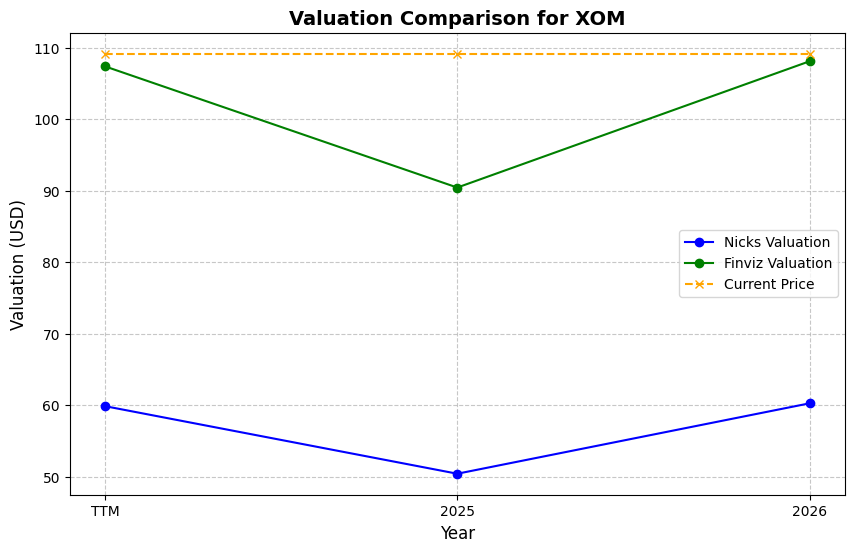 Valuation Comparison for XOM
Valuation (USD)
110
100
90
80
70
60
50
Nicks Valuation
Finviz Valuation
Current Price
TTM
2025
2026
Year